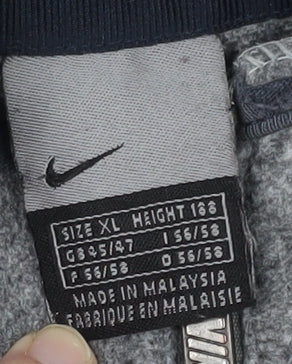 SIZE XL HEIGHT 188
GB 45/47 I 56/58
F 56/58 D 56/58
MADE IN MALAYSIA
FABRIQUE EN MALAISIE